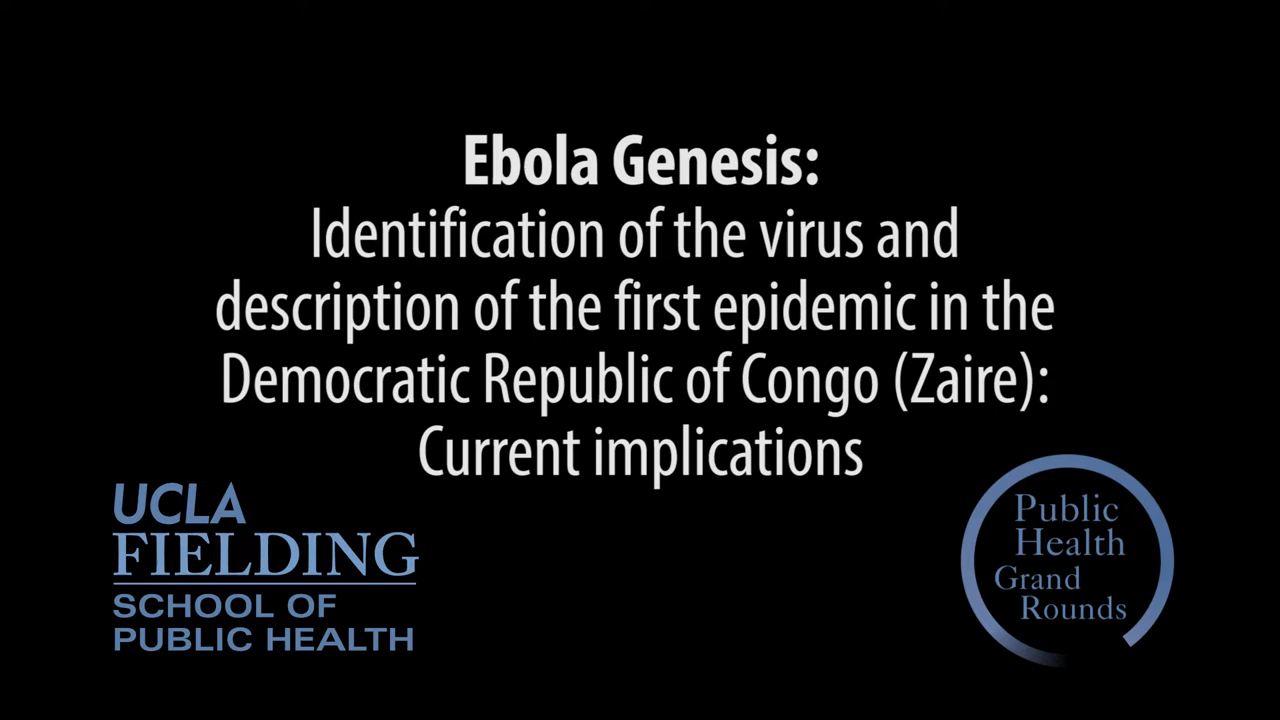 Ebola Genesis:
Identification of the virus and
description of the first epidemic in the
Democratic Republic of Congo (Zaire):
Current implications
UCLA
FIELDING
SCHOOL OF
PUBLIC HEALTH
Public
Health
Grand
Rounds